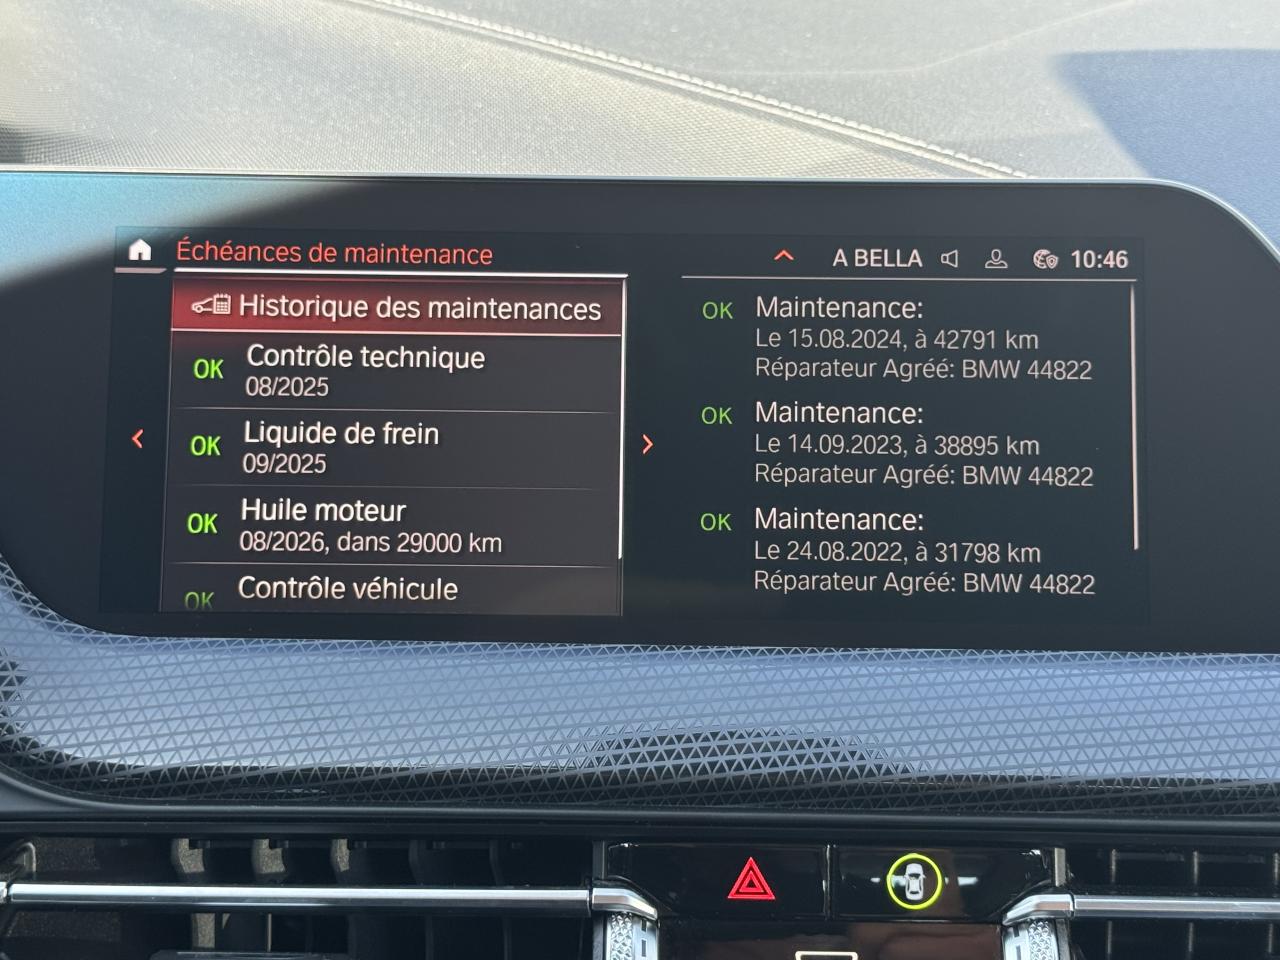 Échéances de maintenance
A BELLA
10:46
Historique des maintenances
OK
Contrôle technique
08/2025
OK
Liquide de frein
09/2025
OK
Huile moteur
08/2026, dans 29000 km
OK
Contrôle véhicule
OK
Maintenance:
Le 15.08.2024, à 42791 km
Réparateur Agréé: BMW 44822
OK
Maintenance:
Le 14.09.2023, à 38895 km
Réparateur Agréé: BMW 44822
OK
Maintenance:
Le 24.08.2022, à 31798 km
Réparateur Agréé: BMW 44822